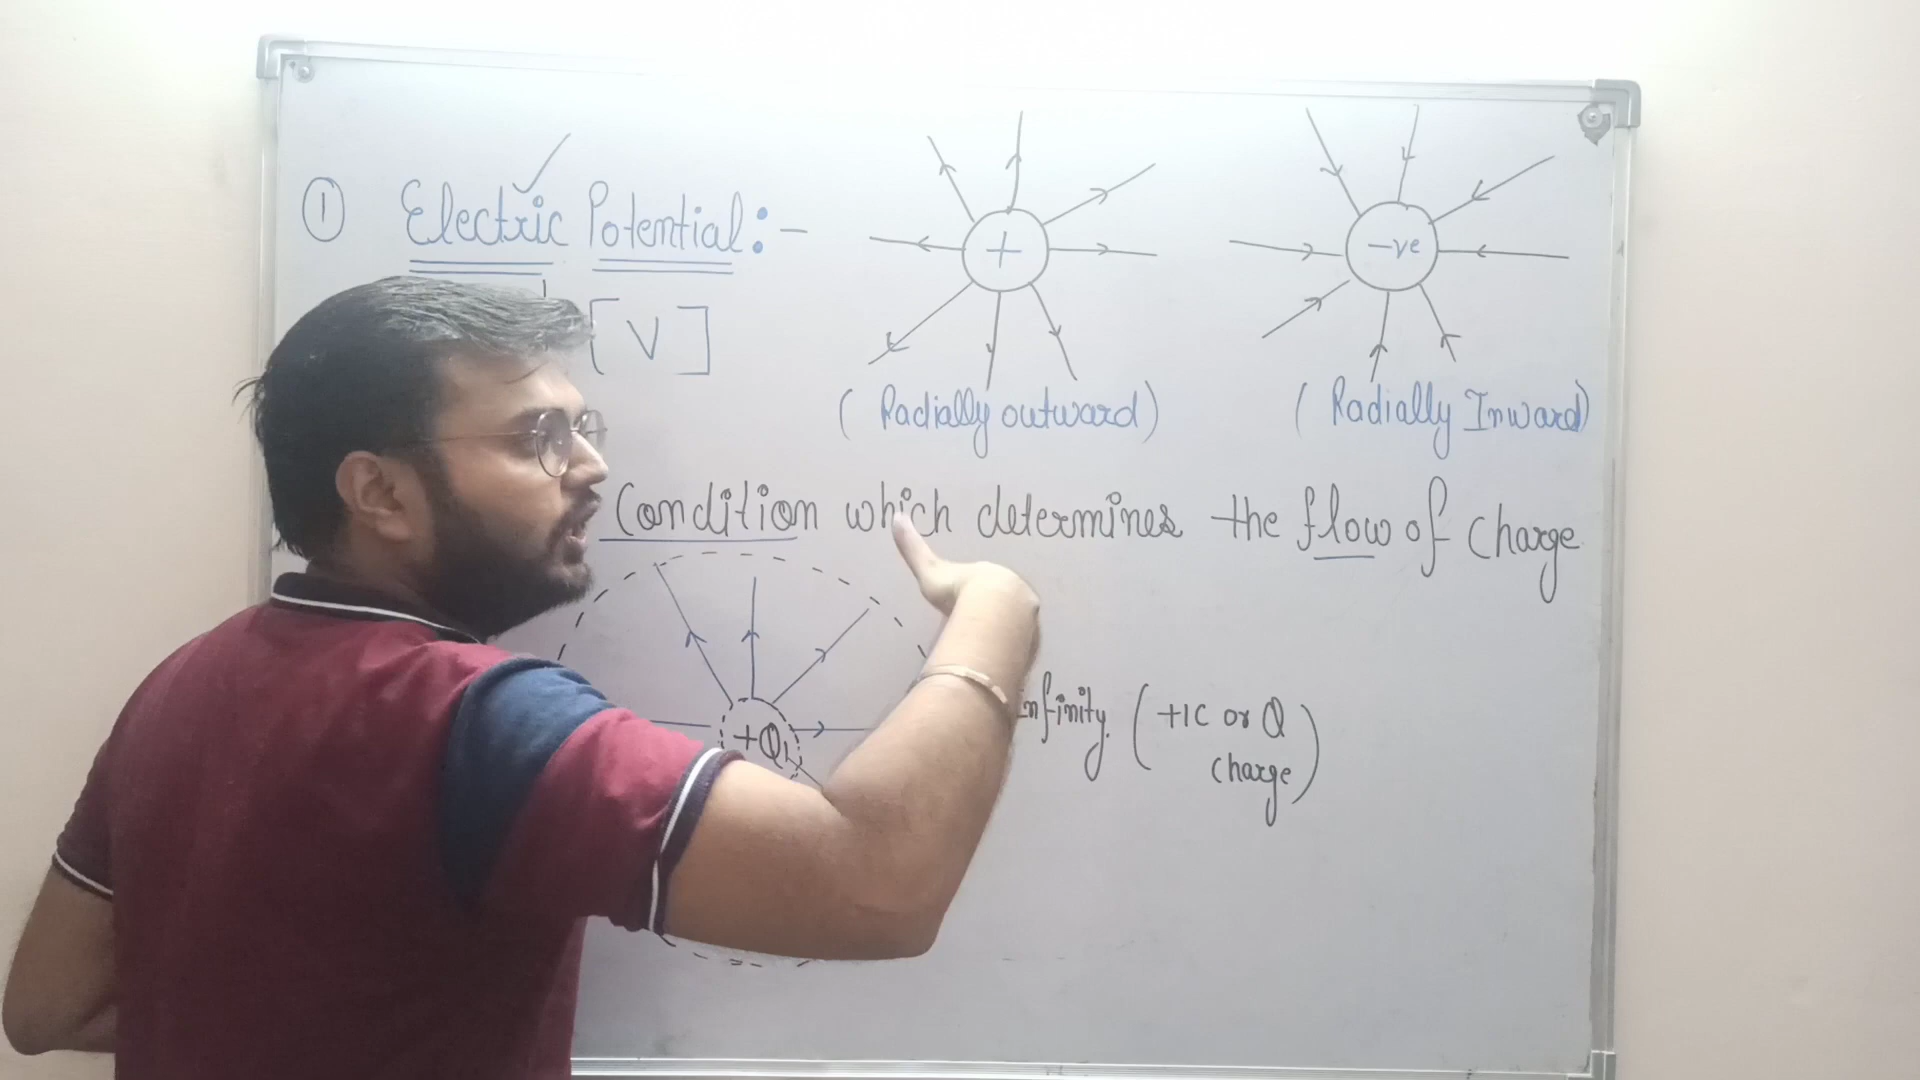 ① Electric Potential:-
[V]
+
-ve
( Radially outward)
( Radially Inward)
Condition which determines the flow of charge
+Q1
infinity. (+1C or Q
charge)